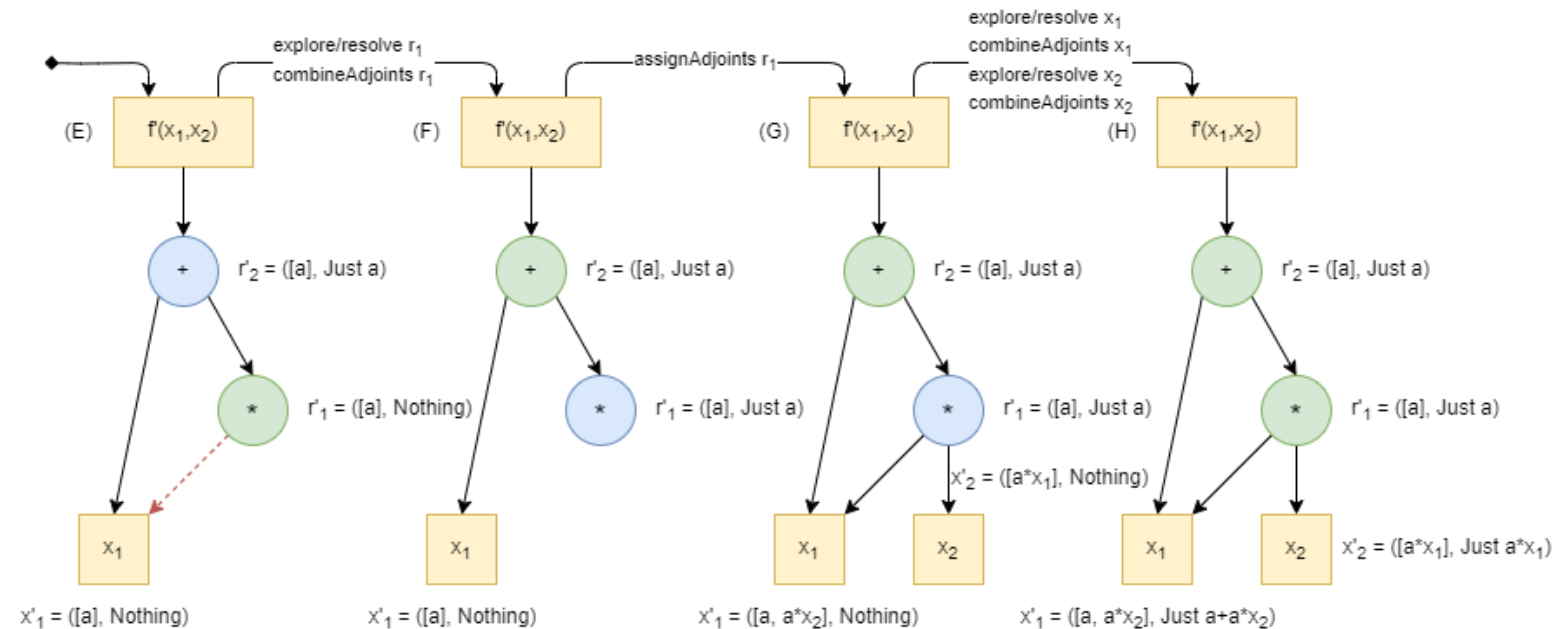 explore/resolve r₁
combineAdjoints r₁
assignAdjoints r₁
explore/resolve x₁
combineAdjoints x₁
explore/resolve x₂
combineAdjoints x₂
(E)
f'(x₁,x₂)
(F)
f'(x₁,x₂)
(G)
f'(x₁,x₂)
(H)
f'(x₁,x₂)
+
r'₂ = ([a], Just a)
+
r'₂ = ([a], Just a)
+
r'₂ = ([a], Just a)
+
r'₂ = ([a], Just a)
*
r'₁ = ([a], Nothing)
*
r'₁ = ([a], Just a)
*
r'₁ = ([a], Just a)
*
r'₁ = ([a], Just a)
x'₂ = ([a*x₁], Nothing)
x₁
x₁
x₁
x₂
x₁
x₂
x'₂ = ([a*x₁], Just a*x₁)
x'₁ = ([a], Nothing)
x'₁ = ([a], Nothing)
x'₁ = ([a, a*x₂], Nothing)
x'₁ = ([a, a*x₂], Just a+a*x₂)